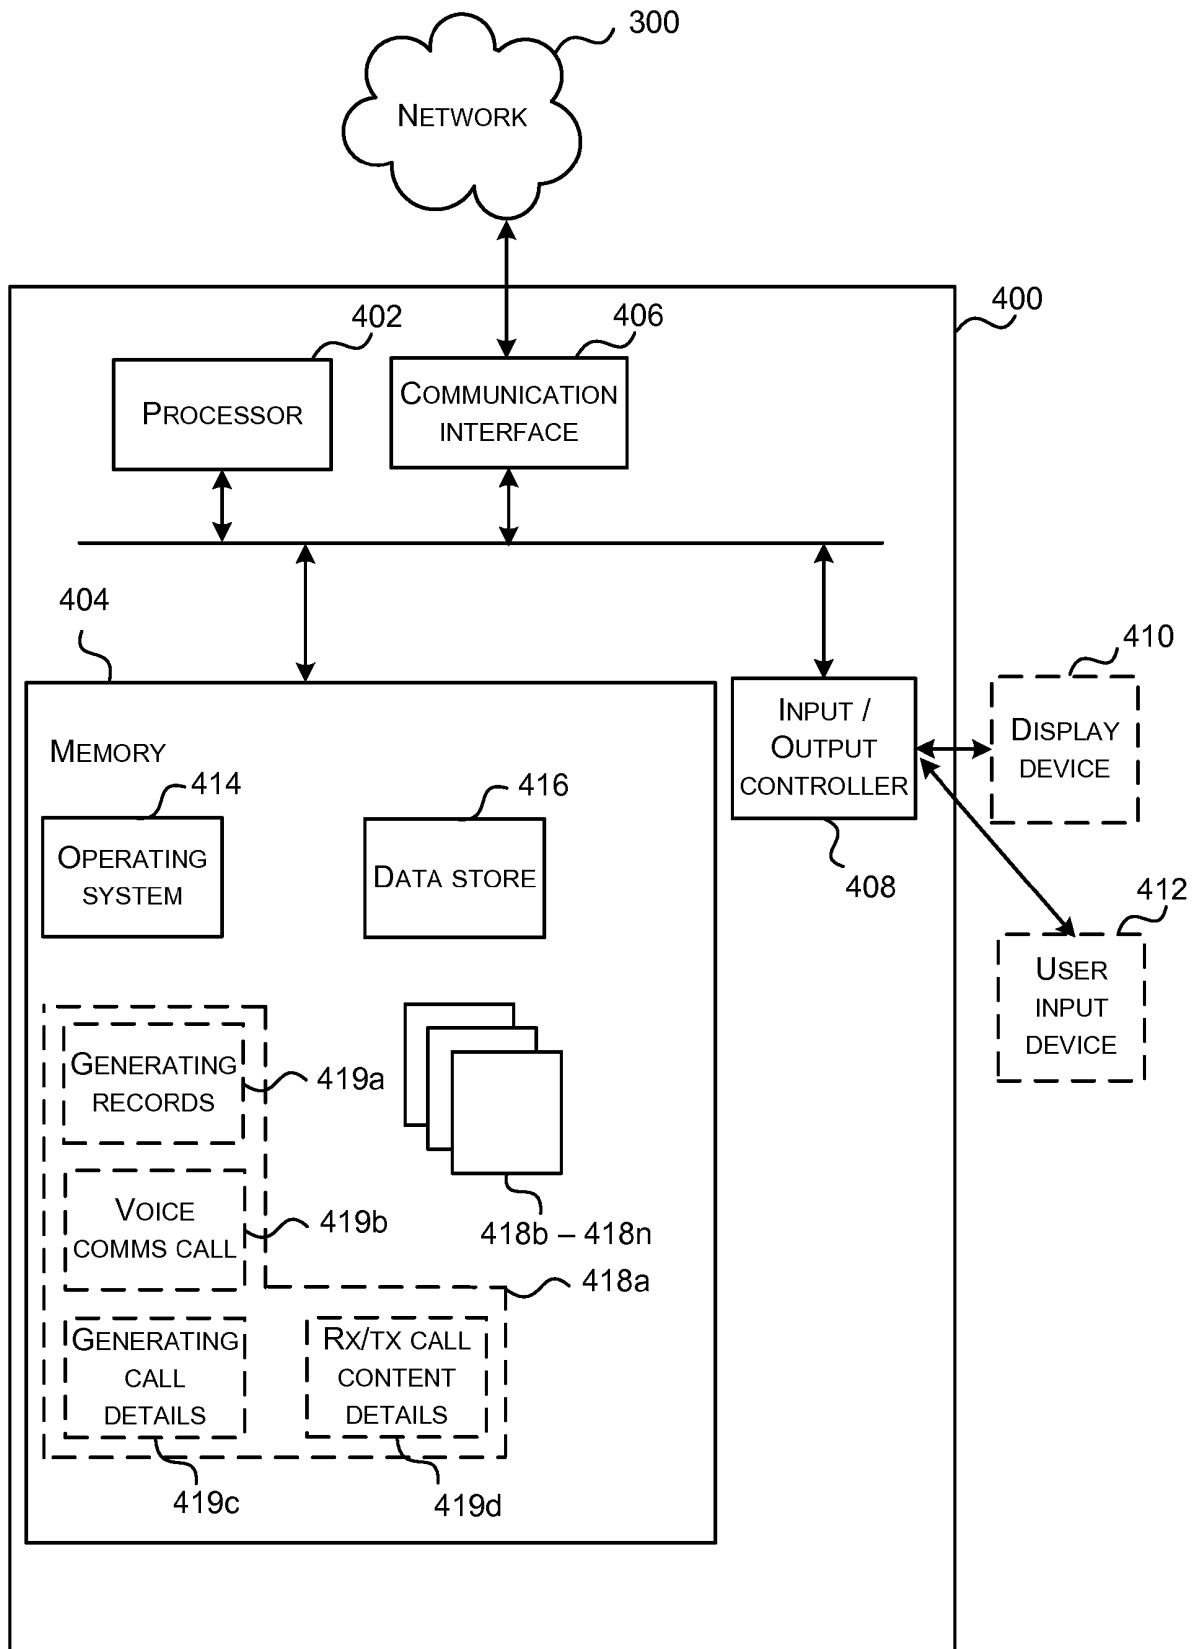 300
NETWORK
400
402
406
PROCESSOR
COMMUNICATION
INTERFACE
404
410
MEMORY
INPUT /
OUTPUT
CONTROLLER
DISPLAY
DEVICE
414
416
408
OPERATING
SYSTEM
DATA STORE
412
USER
INPUT
DEVICE
GENERATING
RECORDS
419a
VOICE
COMMS CALL
419b
418b – 418n
418a
GENERATING
CALL
DETAILS
RX/TX CALL
CONTENT
DETAILS
419c
419d